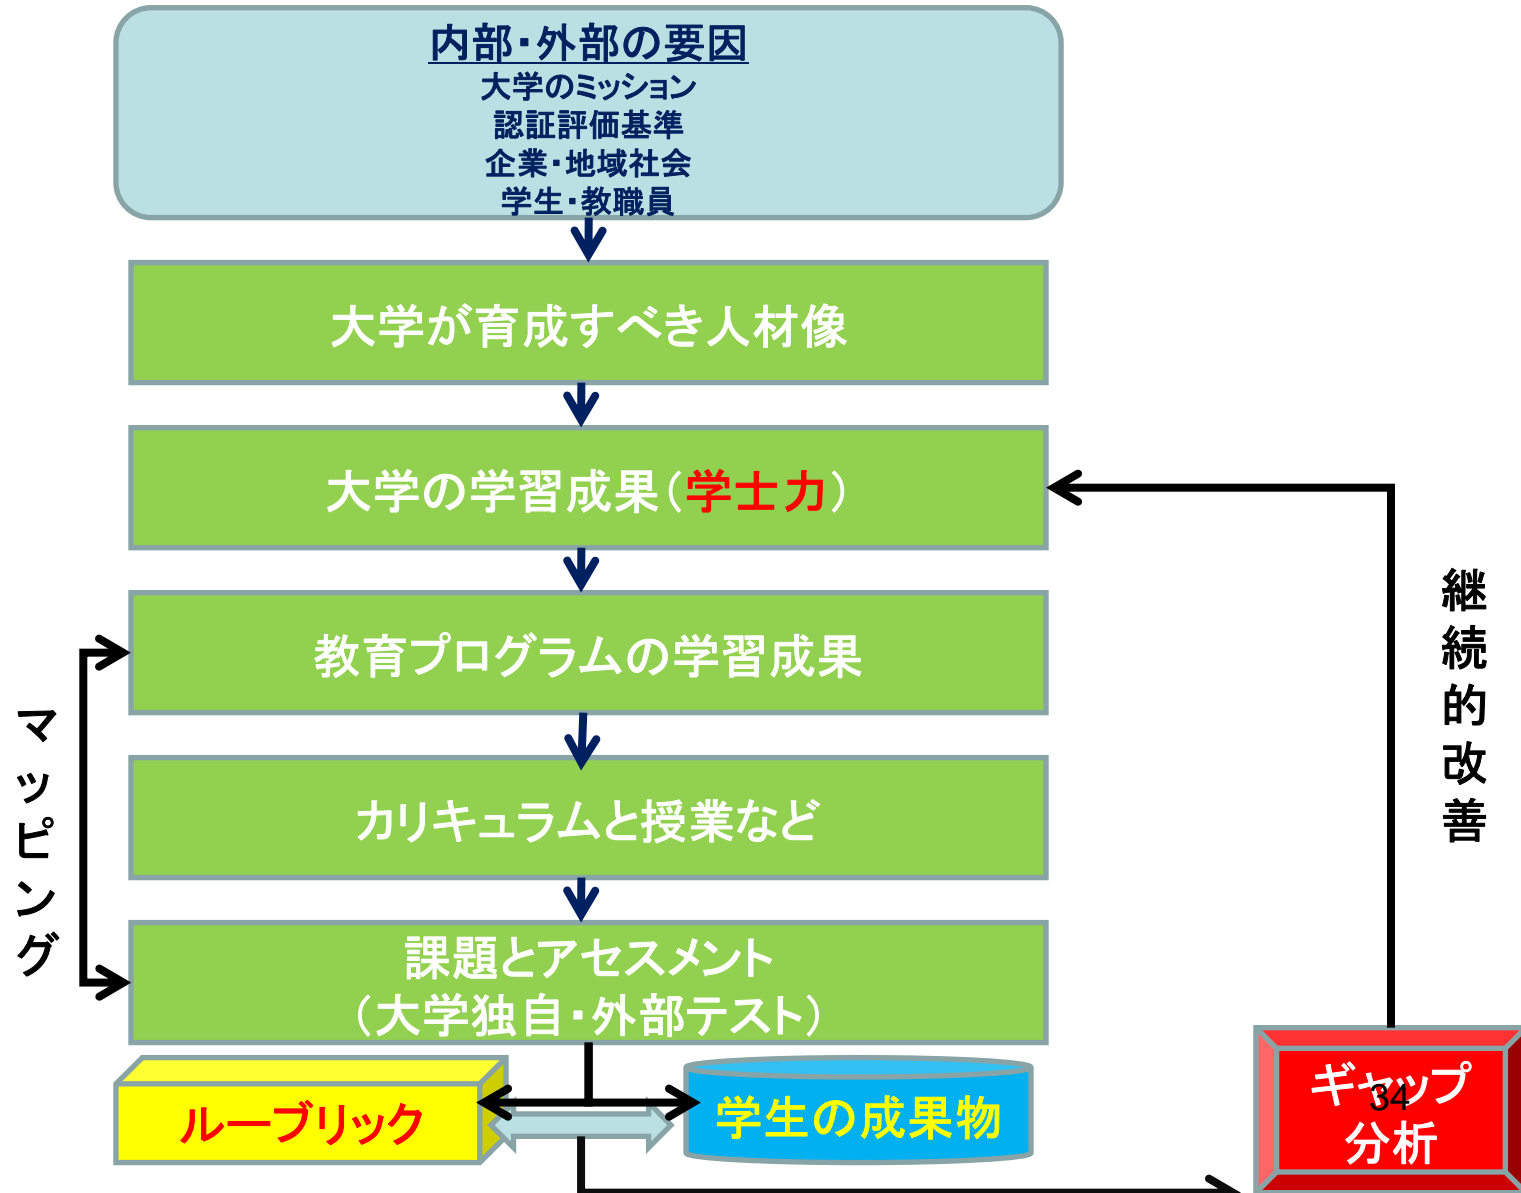 内部・外部の要因
大学のミッション
認証評価基準
企業・地域社会
学生・教職員
大学が育成すべき人材像
大学の学習成果（学士力）
教育プログラムの学習成果
カリキュラムと授業など
課題とアセスメント
（大学独自・外部テスト）
マッピング
ルーブリック
学生の成果物
継続的改善
ギャップ
34
分析